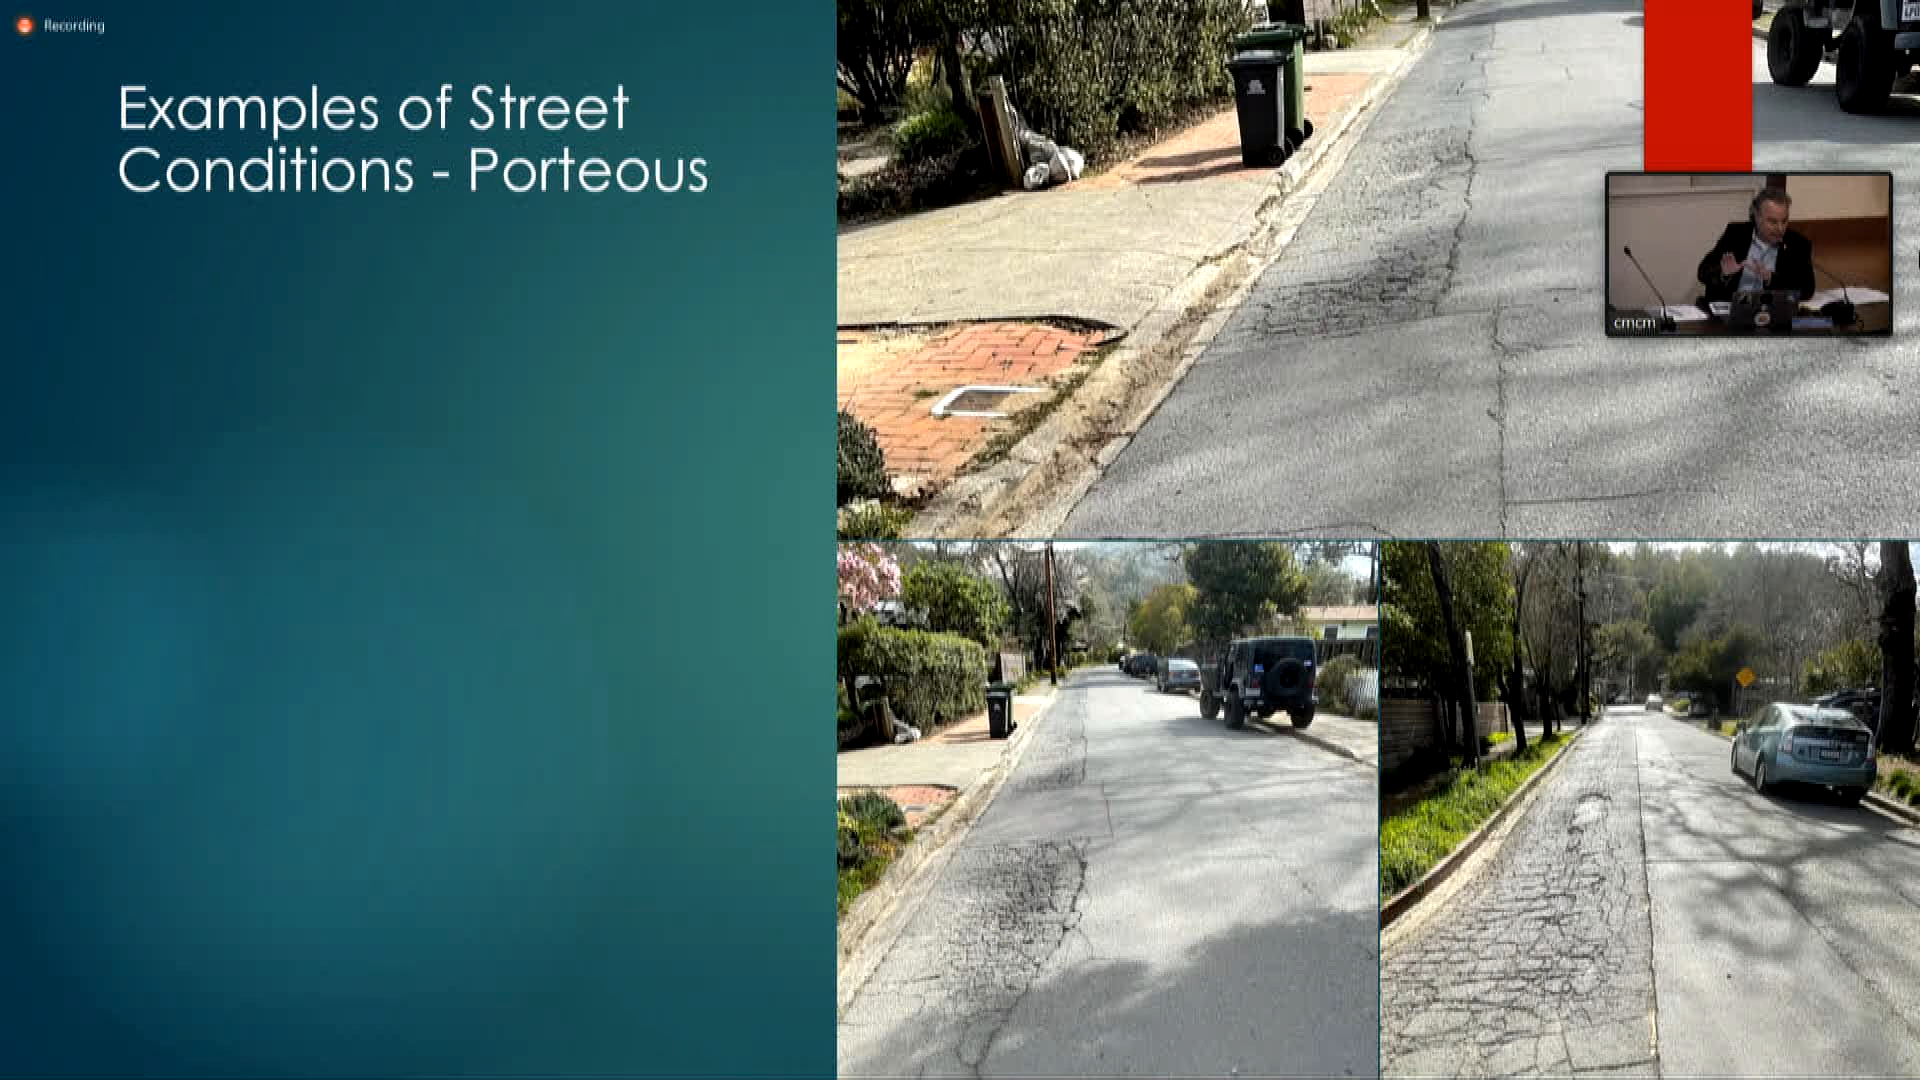 Recording
Examples of Street
Conditions - Porteous
cmcm